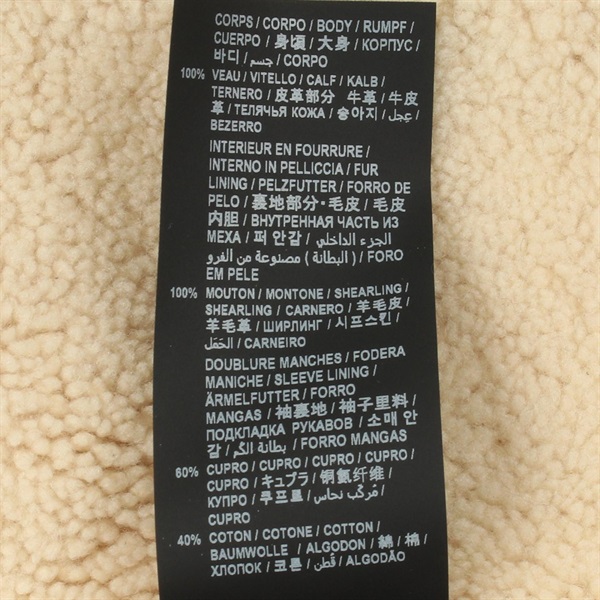 CORPS / CORPO / BODY / RUMPF /
CUERPO / 身頃 / 大身 / КОРПУС /
바디 / جسم / CORPO
100% VEAU / VITELLO / CALF / KALB /
TERNERO / 皮革部分 牛革 / 牛皮
革 / ТЕЛЯЧЬЯ КОЖА / 송아지 / عِجل /
BEZERRO
INTERIEUR EN FOURRURE /
INTERNO IN PELLICCIA / FUR
LINING / PELZFUTTER / FORRO DE
PELO / 裏地部分・毛皮 / 毛皮
内胆 / ВНУТРЕННАЯ ЧАСТЬ ИЗ
МЕХА / 퍼 안감 / الجزء الداخلي
( البطانة ) مصنوعة من الفرو / FORO
EM PELE
100% MOUTON / MONTONE / SHEARLING /
SHEARLING / CARNERO / 羊毛皮 /
羊毛革 / ШИРЛИНГ / 시프스킨 /
الحَمَل / CARNEIRO
DOUBLURE MANCHES / FODERA
MANICHE / SLEEVE LINING /
ÄRMELFUTTER / FORRO
MANGAS / 袖裏地 / 袖子里料 /
ПОДКЛАДКА РУКАВОВ / 소매 안
감 / بطانة الكُم / FORRO MANGAS
60% CUPRO / CUPRO / CUPRO / CUPRO /
CUPRO / キュプラ / 铜氨纤维 /
КУПРО / 쿠프로 / مُركّب نحاس /
CUPRO
40% COTON / COTONE / COTTON /
BAUMWOLLE / ALGODON / 綿 / 棉 /
ХЛОПОК / 코튼 / قُطن / ALGODÃO